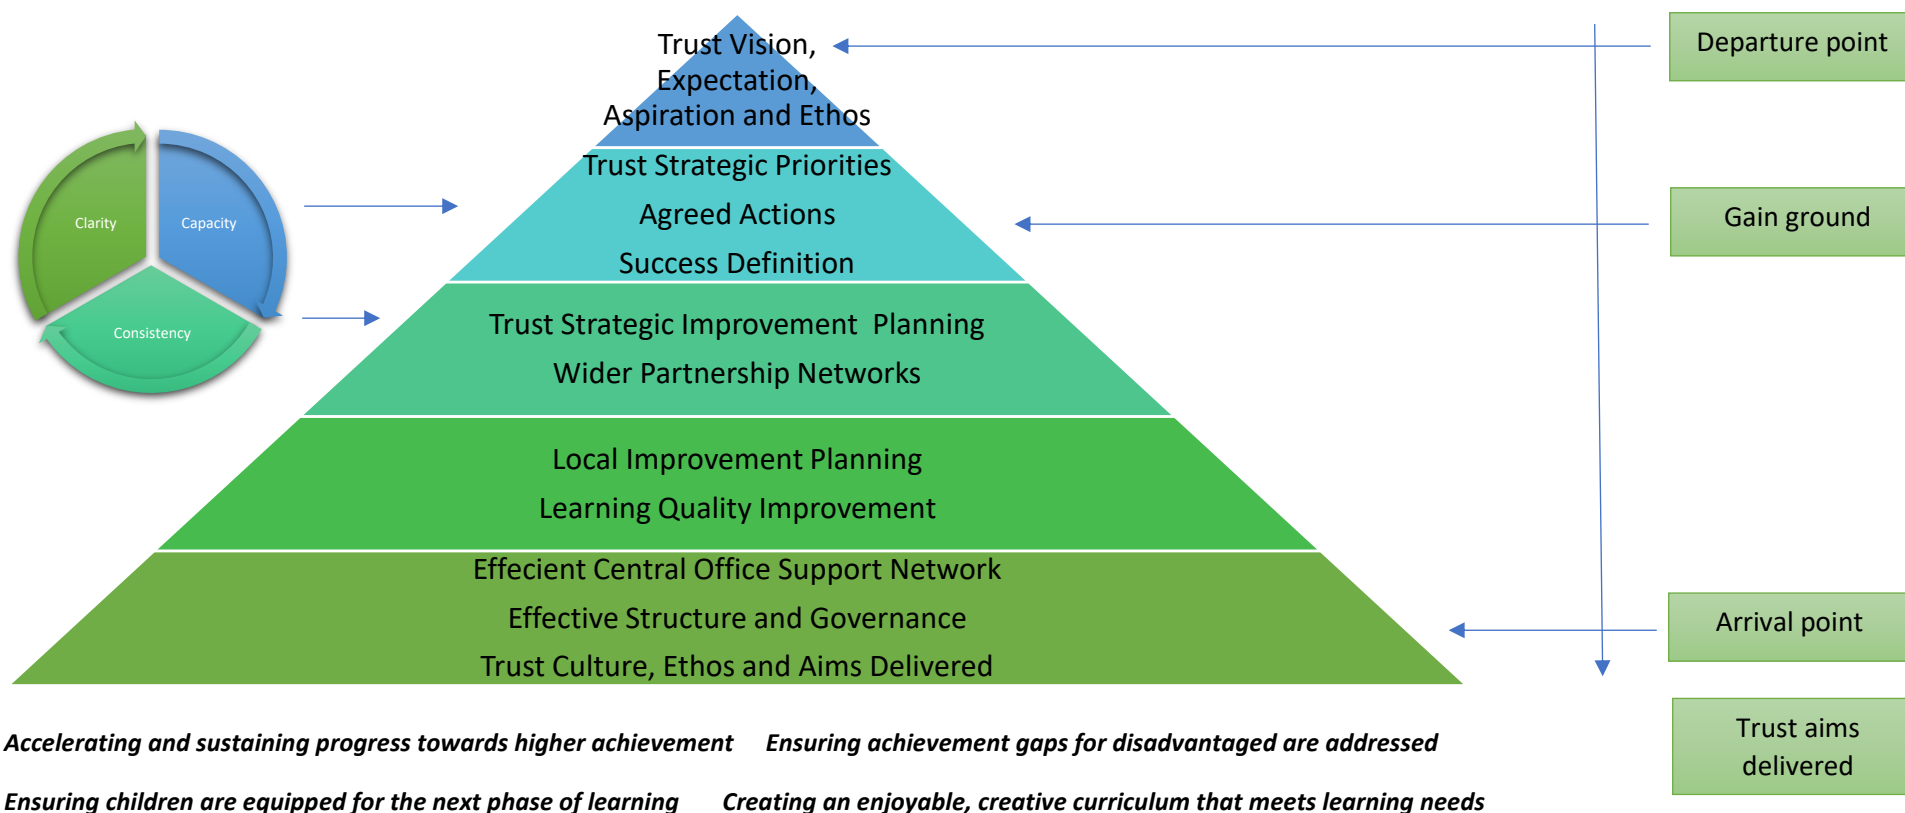 Trust Vision,
Expectation,
Aspiration and Ethos
Departure point
Trust Strategic Priorities
Agreed Actions
Success Definition
Gain ground
Clarity
Capacity
Consistency
Trust Strategic Improvement Planning
Wider Partnership Networks
Local Improvement Planning
Learning Quality Improvement
Effecient Central Office Support Network
Effective Structure and Governance
Trust Culture, Ethos and Aims Delivered
Arrival point
Trust aims
delivered
Accelerating and sustaining progress towards higher achievement Ensuring achievement gaps for disadvantaged are addressed
Ensuring children are equipped for the next phase of learning Creating an enjoyable, creative curriculum that meets learning needs